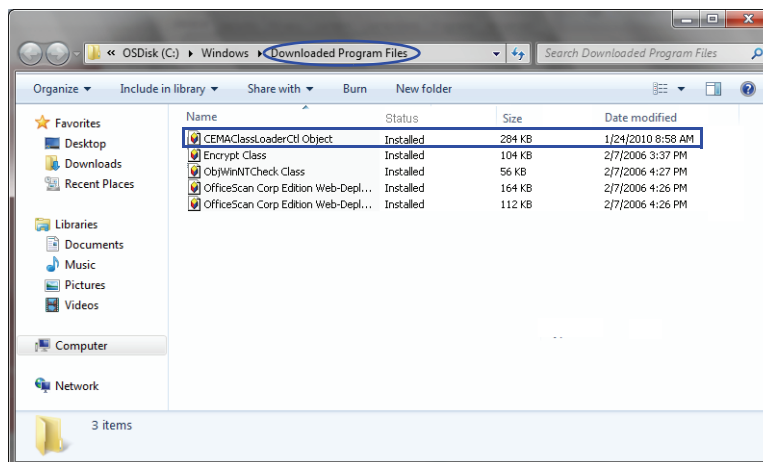 « OSDisk (C:) ▸ Windows ▸ Downloaded Program Files
Search Downloaded Program Files
Organize Include in library Share with Burn New folder
Favorites
Desktop
Downloads
Recent Places
Libraries
Documents
Music
Pictures
Videos
Computer
Network
Name Status Size Date modified
CEMAClassLoaderCtl Object Installed 284 KB 1/24/2010 8:58 AM
Encrypt Class Installed 104 KB 2/7/2006 3:37 PM
ObjWinNTCheck Class Installed 56 KB 2/7/2006 4:27 PM
OfficeScan Corp Edition Web-Depl... Installed 164 KB 2/7/2006 4:26 PM
OfficeScan Corp Edition Web-Depl... Installed 112 KB 2/7/2006 4:26 PM
3 items